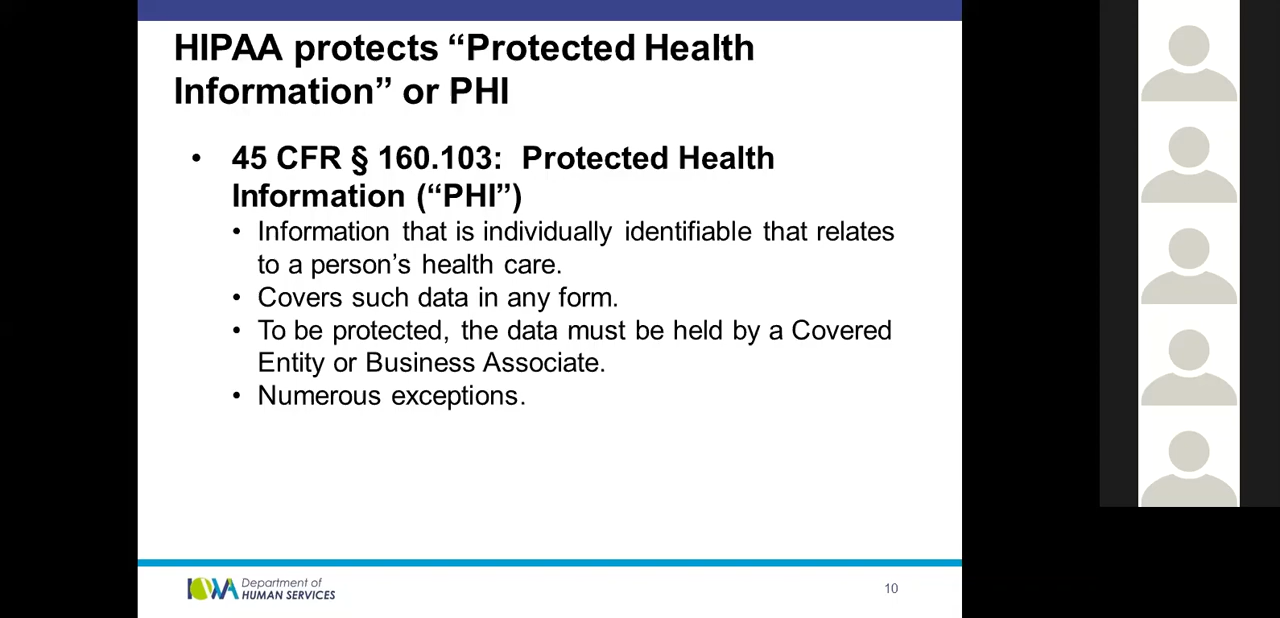 HIPAA protects “Protected Health
Information” or PHI
• 45 CFR § 160.103: Protected Health
Information (“PHI”)
• Information that is individually identifiable that relates
to a person’s health care.
• Covers such data in any form.
• To be protected, the data must be held by a Covered
Entity or Business Associate.
• Numerous exceptions.
IOWA Department of
HUMAN SERVICES
10